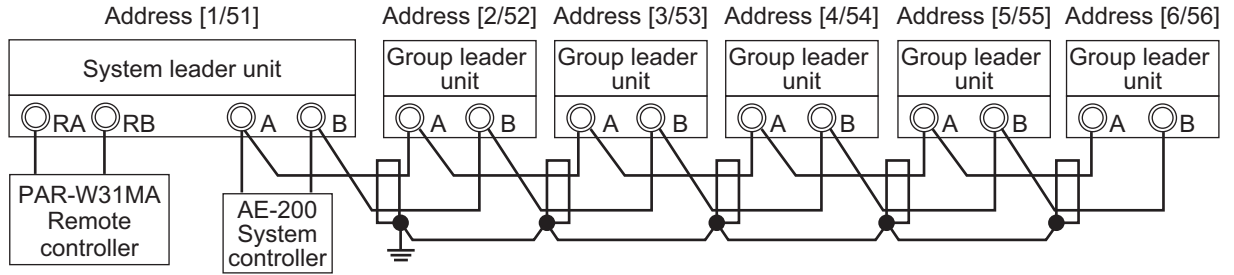 Address [1/51] Address [2/52] Address [3/53] Address [4/54] Address [5/55] Address [6/56]
System leader unit
Group leader
unit
Group leader
unit
Group leader
unit
Group leader
unit
Group leader
unit
RA RB A B A B A B A B A B A B
PAR-W31MA
Remote
controller
AE-200
System
controller